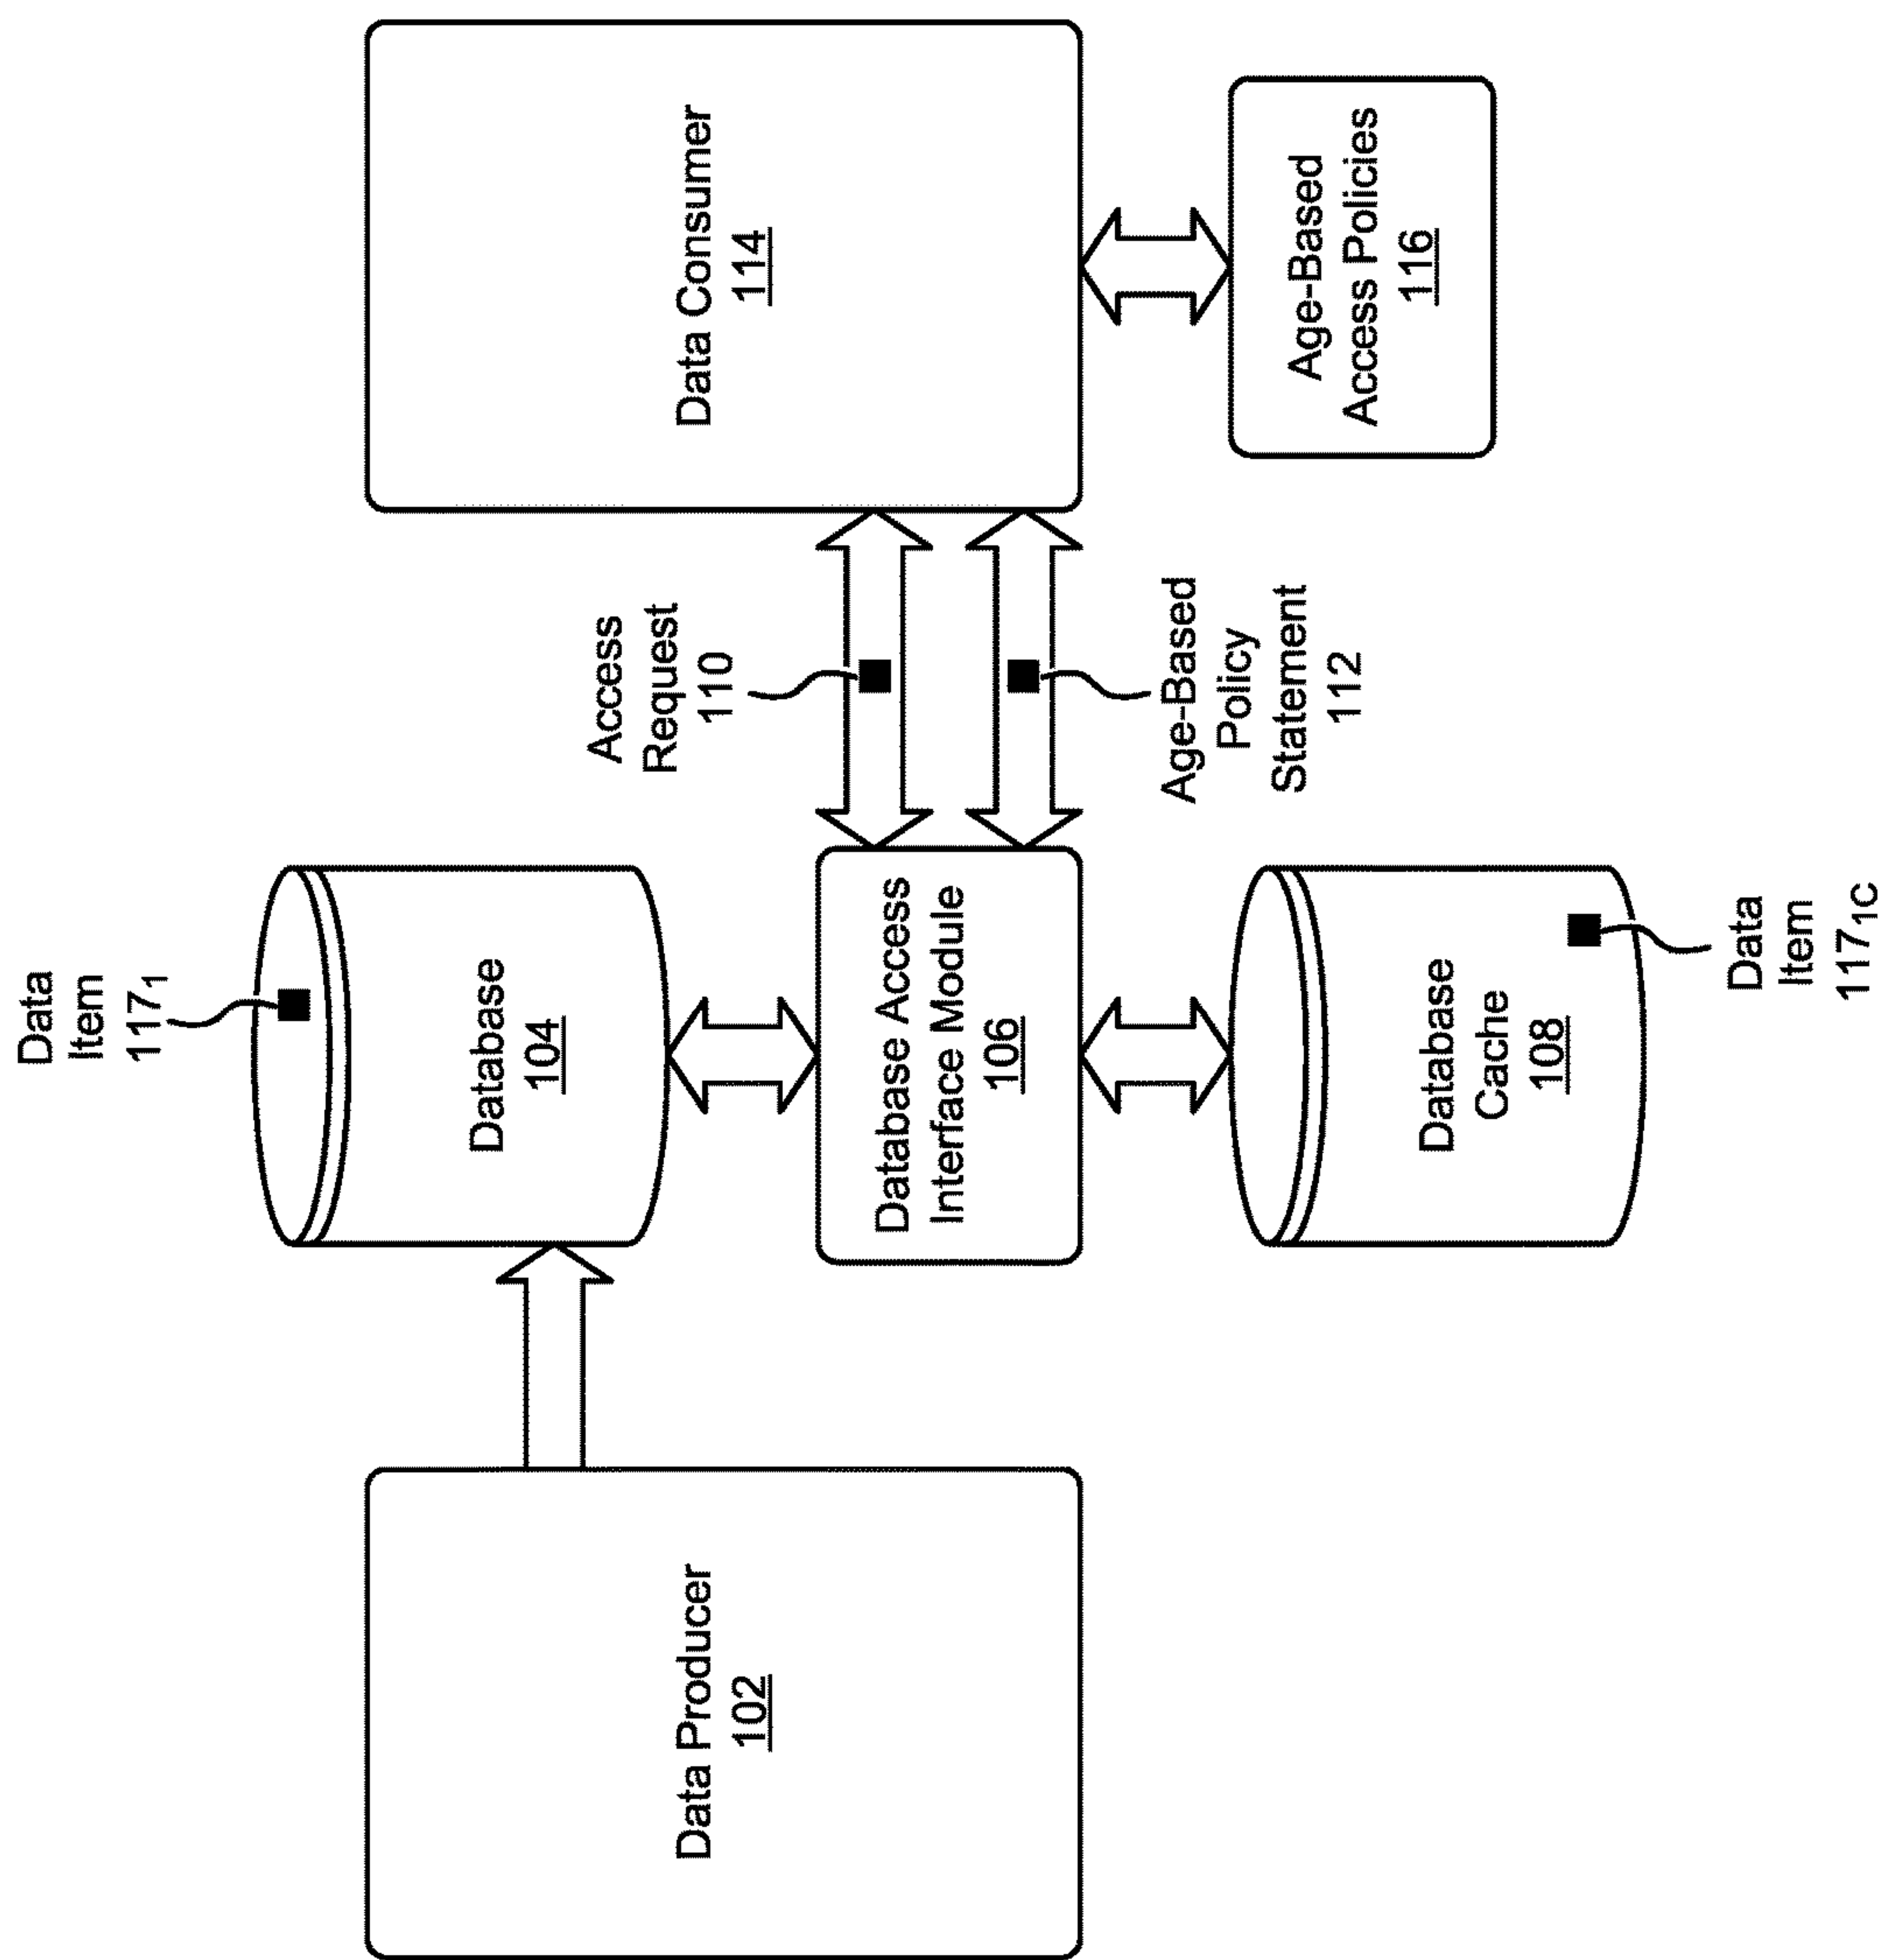 Data
Item
117₁
Data Producer
102
Database
104
Access
Request
110
Data Consumer
114
Database Access
Interface Module
106
Age-Based
Policy
Statement
112
Database
Cache
108
Age-Based
Access Policies
116
Data
Item
117₁C